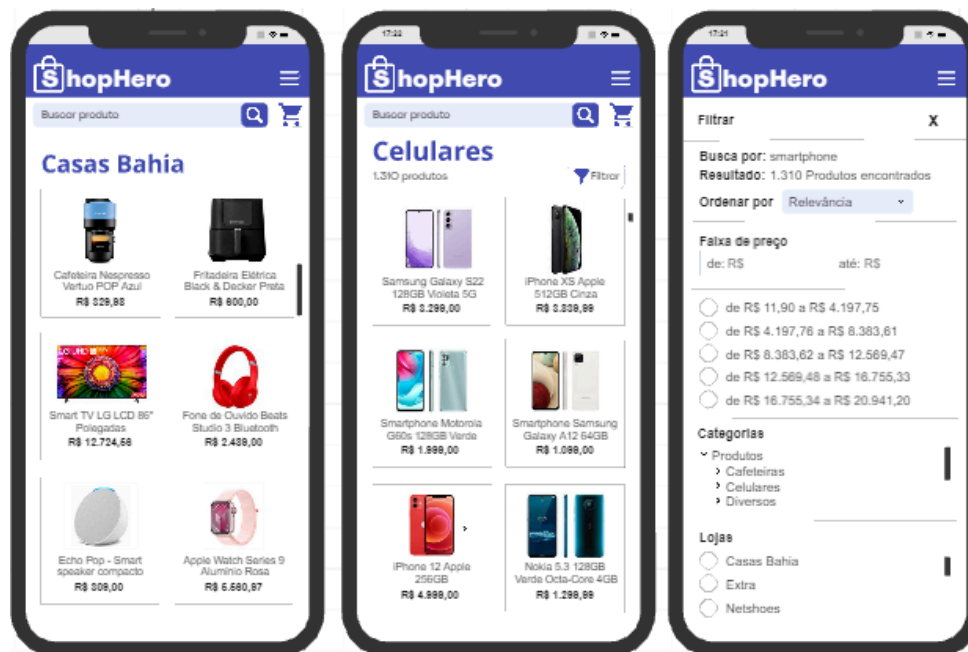 ShopHero
Buscar produto
Casas Bahia
Cafeteira Nespresso
Vertuo POP Azul
R$ 329,98
Fritadeira Elétrica
Black & Decker Preta
R$ 600,00
Smart TV LG LCD 86"
Polegadas
R$ 12.724,56
Fone de Ouvido Beats
Studio 3 Bluetooth
R$ 2.439,00
Echo Pop - Smart
speaker compacto
R$ 309,00
Apple Watch Series 9
Alumínio Rosa
R$ 5.580,97
17:22
ShopHero
Buscar produto
Celulares
1.310 produtos
Filtrar
Samsung Galaxy S22
128GB Violeta 5G
R$ 3.299,00
iPhone XS Apple
512GB Cinza
R$ 3.339,99
Smartphone Motorola
G60s 128GB Verde
R$ 1.999,00
Smartphone Samsung
Galaxy A12 64GB
R$ 1.099,00
iPhone 12 Apple
256GB
R$ 4.999,00
Nokia 5.3 128GB
Verde Octa-Core 4GB
R$ 1.299,99
17:21
ShopHero
Filtrar
X
Busca por: smartphone
Resultado: 1.310 Produtos encontrados
Ordenar por Relevância
Faixa de preço
de: R$ até: R$
de R$ 11,90 a R$ 4.197,75
de R$ 4.197,76 a R$ 8.383,61
de R$ 8.383,62 a R$ 12.569,47
de R$ 12.569,48 a R$ 16.755,33
de R$ 16.755,34 a R$ 20.941,20
Categorias
Produtos
Cafeteiras
Celulares
Diversos
Lojas
Casas Bahia
Extra
Netshoes